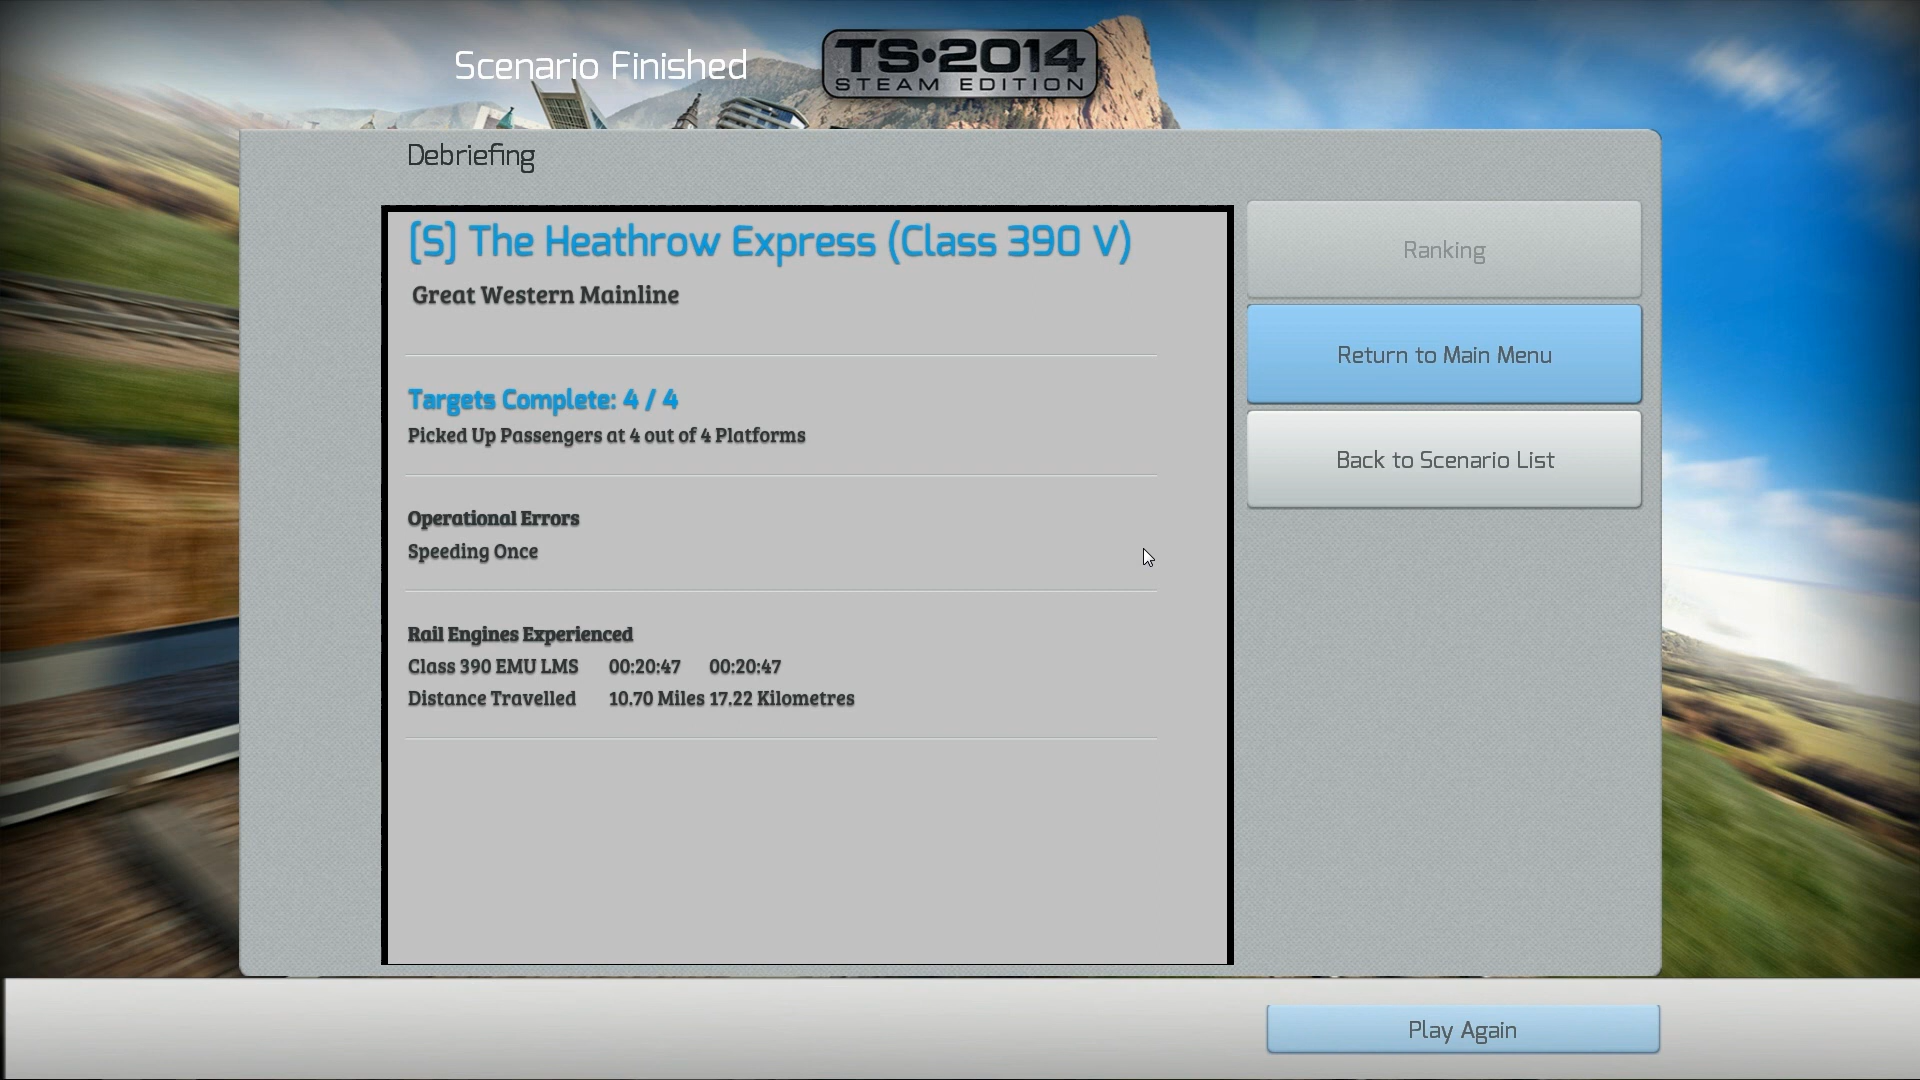 Scenario Finished
TS•2014
STEAM EDITION
Debriefing
[S] The Heathrow Express (Class 390 V)
Great Western Mainline
Targets Complete: 4 / 4
Picked Up Passengers at 4 out of 4 Platforms
Operational Errors
Speeding Once
Rail Engines Experienced
Class 390 EMU LMS 00:20:47 00:20:47
Distance Travelled 10.70 Miles 17.22 Kilometres
Ranking
Return to Main Menu
Back to Scenario List
Play Again